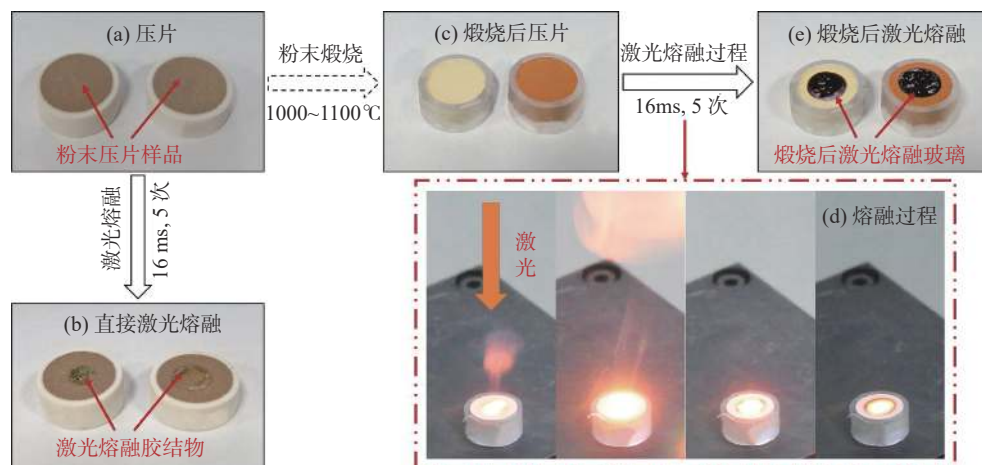 (a) 压片
粉末压片样品
粉末煅烧
1000~1100℃
(c) 煅烧后压片
激光熔融过程
16ms, 5 次
(e) 煅烧后激光熔融
煅烧后激光熔融玻璃
激光熔融
16 ms, 5 次
(b) 直接激光熔融
激光熔融胶结物
(d) 熔融过程
激
光